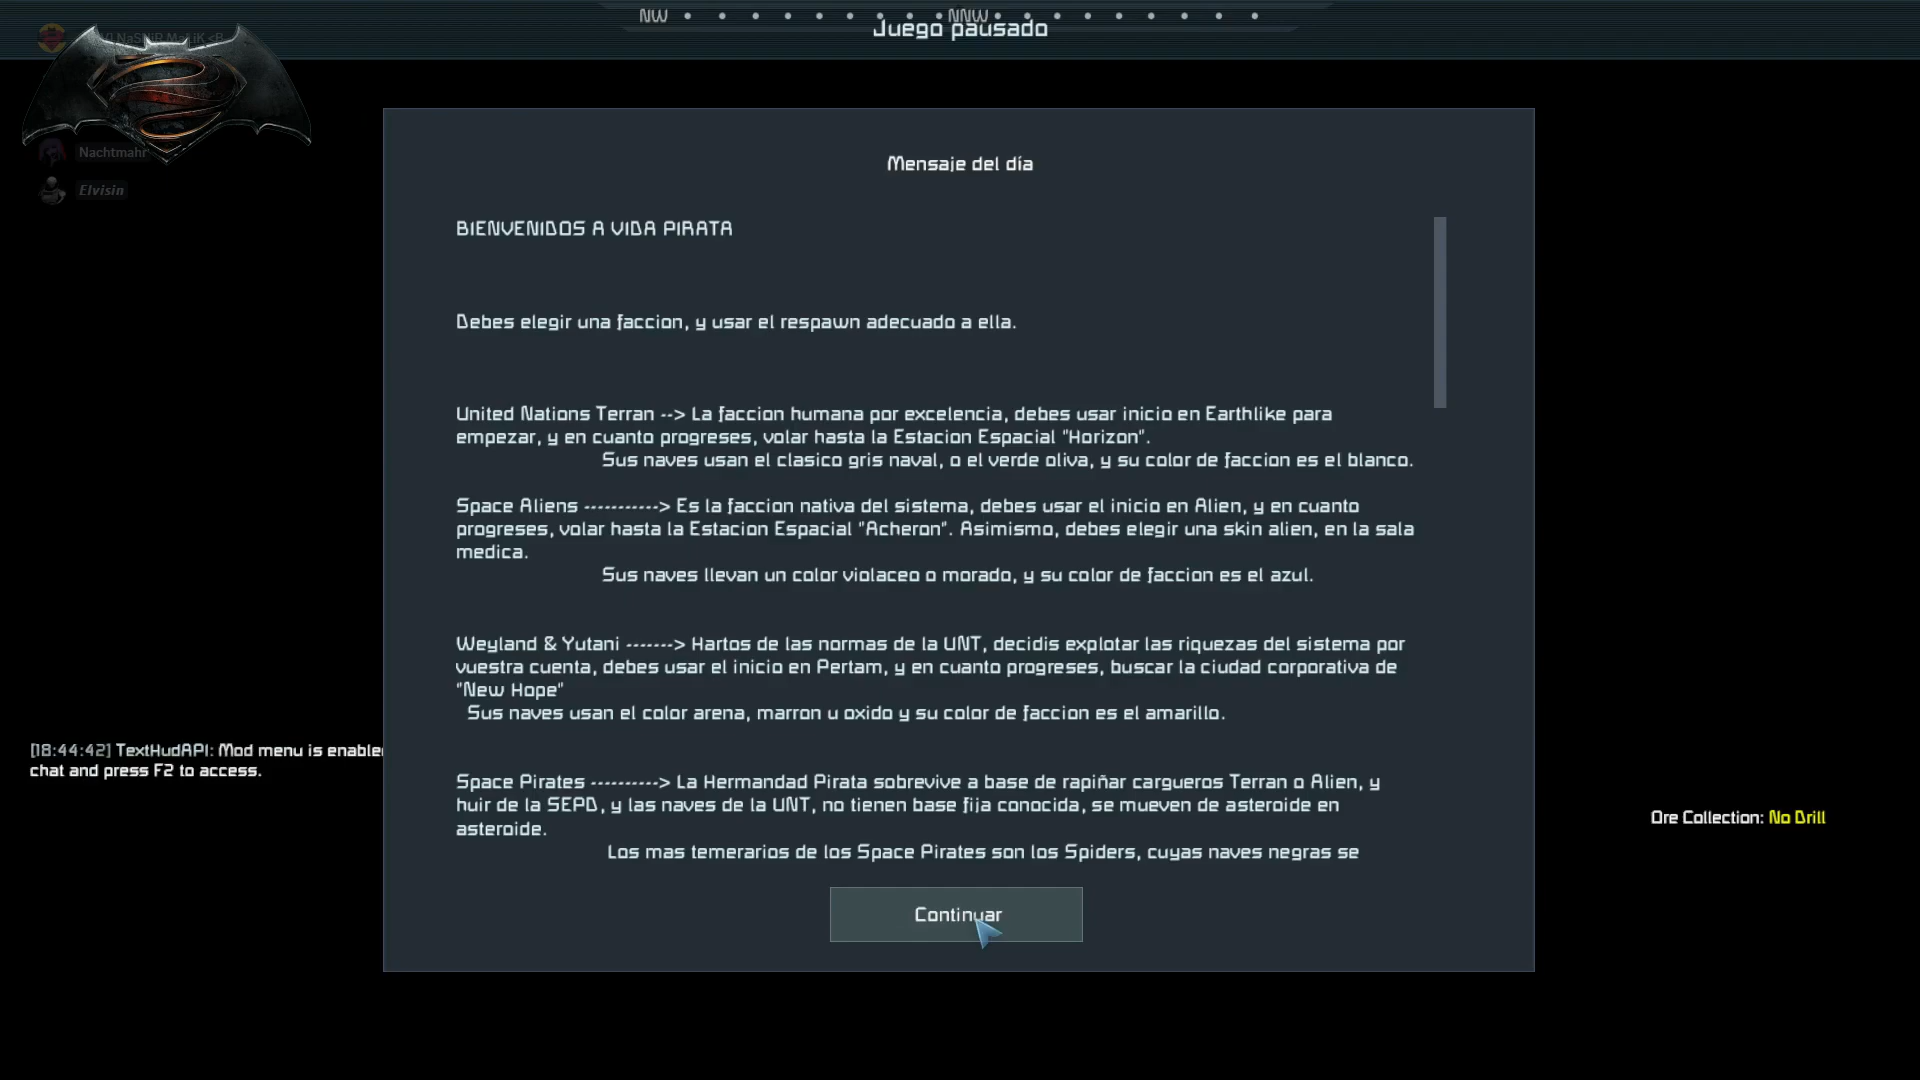 NW
NNW
Juego pausado
Nachtmahr
Elvisin
Mensaje del día
BIENVENIDOS A VIDA PIRATA
Debes elegir una faccion, y usar el respawn adecuado a ella.
United Nations Terran --> La faccion humana por excelencia, debes usar inicio en Earthlike para
empezar, y en cuanto progreses, volar hasta la Estacion Espacial "Horizon".
Sus naves usan el clasico gris naval, o el verde oliva, y su color de faccion es el blanco.
Space Aliens -----------> Es la faccion nativa del sistema, debes usar el inicio en Alien, y en cuanto
progreses, volar hasta la Estacion Espacial "Acheron". Asimismo, debes elegir una skin alien, en la sala
medica.
Sus naves llevan un color violaceo o morado, y su color de faccion es el azul.
Weyland & Yutani -------> Hartos de las normas de la UNT, decidis explotar las riquezas del sistema por
vuestra cuenta, debes usar el inicio en Pertam, y en cuanto progreses, buscar la ciudad corporativa de
"New Hope"
Sus naves usan el color arena, marron u oxido y su color de faccion es el amarillo.
Space Pirates ----------> La Hermandad Pirata sobrevive a base de rapiñar cargueros Terran o Alien, y
huir de la SEPD, y las naves de la UNT, no tienen base fija conocida, se mueven de asteroide en
asteroide.
Los mas temerarios de los Space Pirates son los Spiders, cuyas naves negras se
[18:44:42] TextHudAPI: Mod menu is enabled
chat and press F2 to access.
Ore Collection: No Drill
Continuar